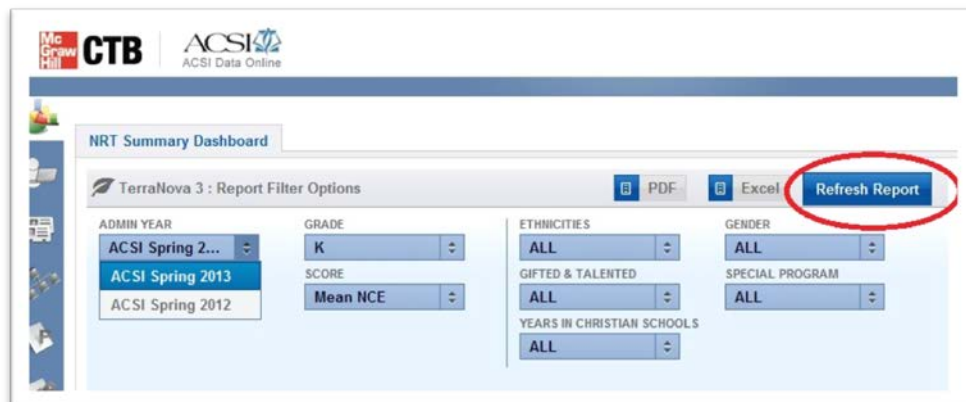 Mc Graw Hill CTB ACSI
ACSI Data Online
NRT Summary Dashboard
TerraNova 3 : Report Filter Options PDF Excel Refresh Report
ADMIN YEAR GRADE ETHNICITIES GENDER
ACSI Spring 2... K ALL ALL
ACSI Spring 2013 SCORE GIFTED & TALENTED SPECIAL PROGRAM
ACSI Spring 2012 Mean NCE ALL ALL
YEARS IN CHRISTIAN SCHOOLS
ALL